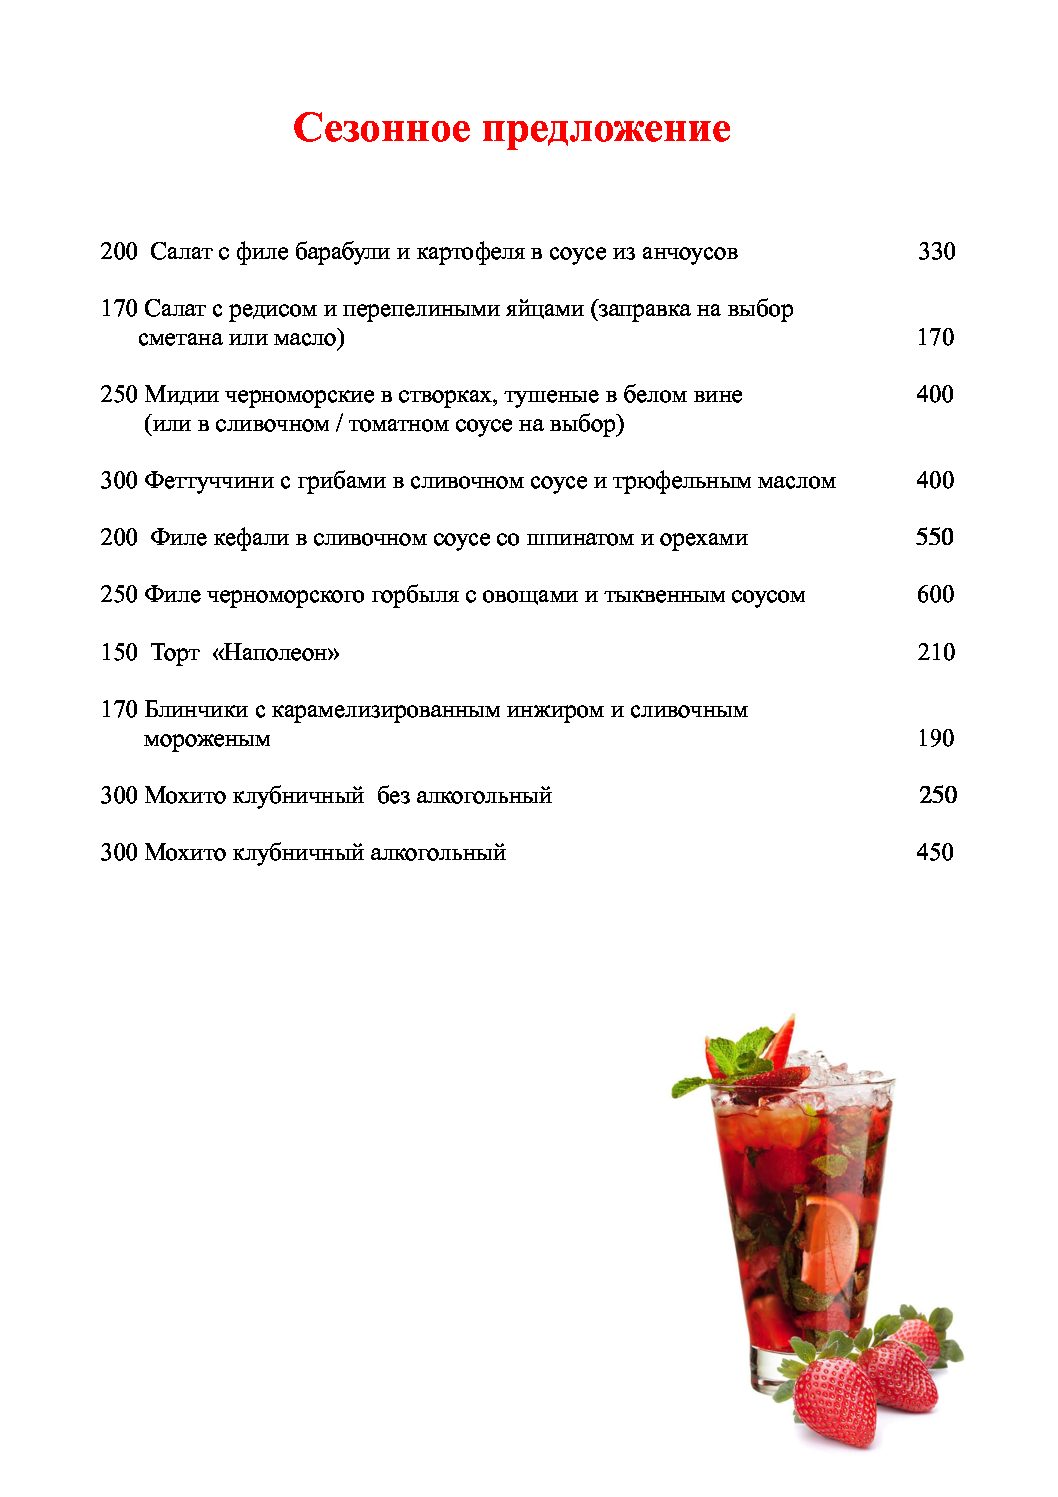 Сезонное предложение
200 Салат с филе барабули и картофеля в соусе из анчоусов 330
170 Салат с редисом и перепелиными яйцами (заправка на выбор
сметана или масло) 170
250 Мидии черноморские в створках, тушеные в белом вине 400
(или в сливочном / томатном соусе на выбор)
300 Феттуччини с грибами в сливочном соусе и трюфельным маслом 400
200 Филе кефали в сливочном соусе со шпинатом и орехами 550
250 Филе черноморского горбыля с овощами и тыквенным соусом 600
150 Торт «Наполеон» 210
170 Блинчики с карамелизированным инжиром и сливочным
мороженым 190
300 Мохито клубничный без алкогольный 250
300 Мохито клубничный алкогольный 450